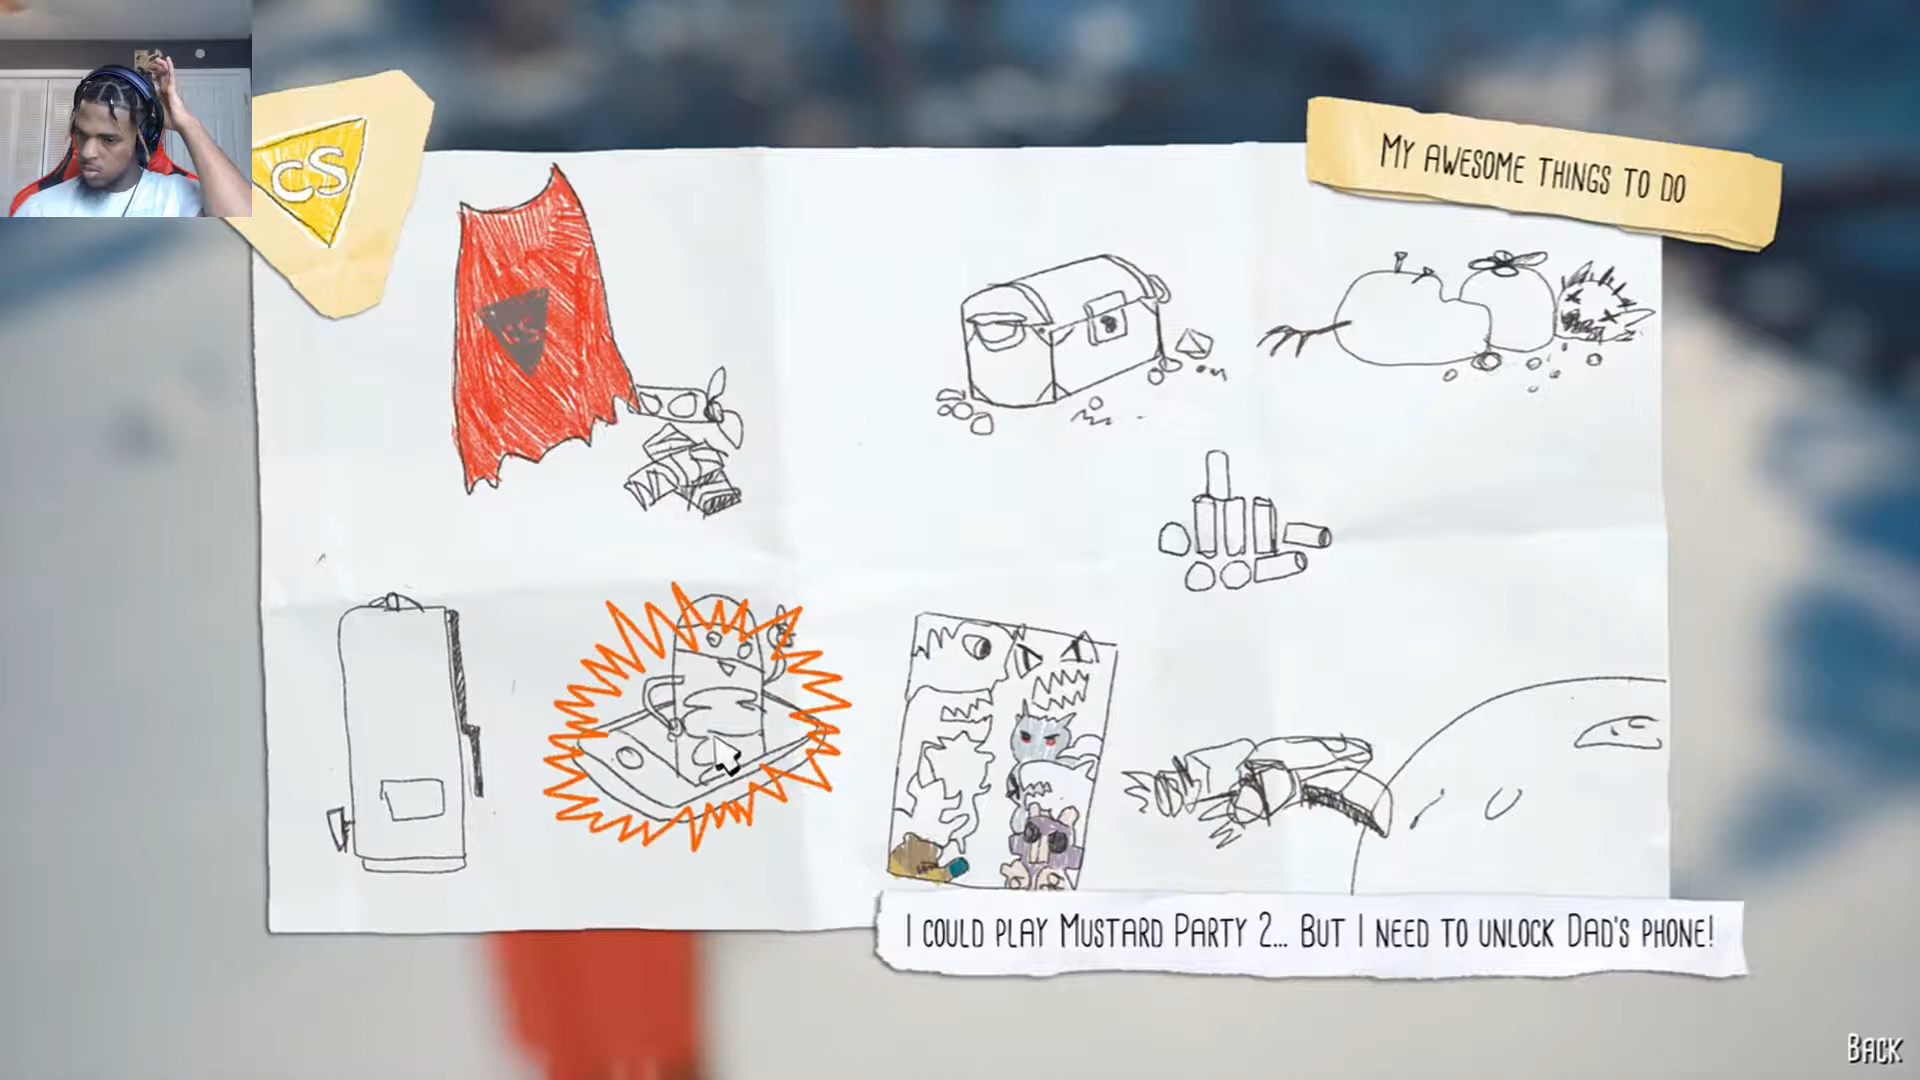 CS
MY AWESOME THINGS TO DO
CS
I COULD PLAY MUSTARD PARTY 2... BUT I NEED TO UNLOCK DAD'S PHONE!
BACK